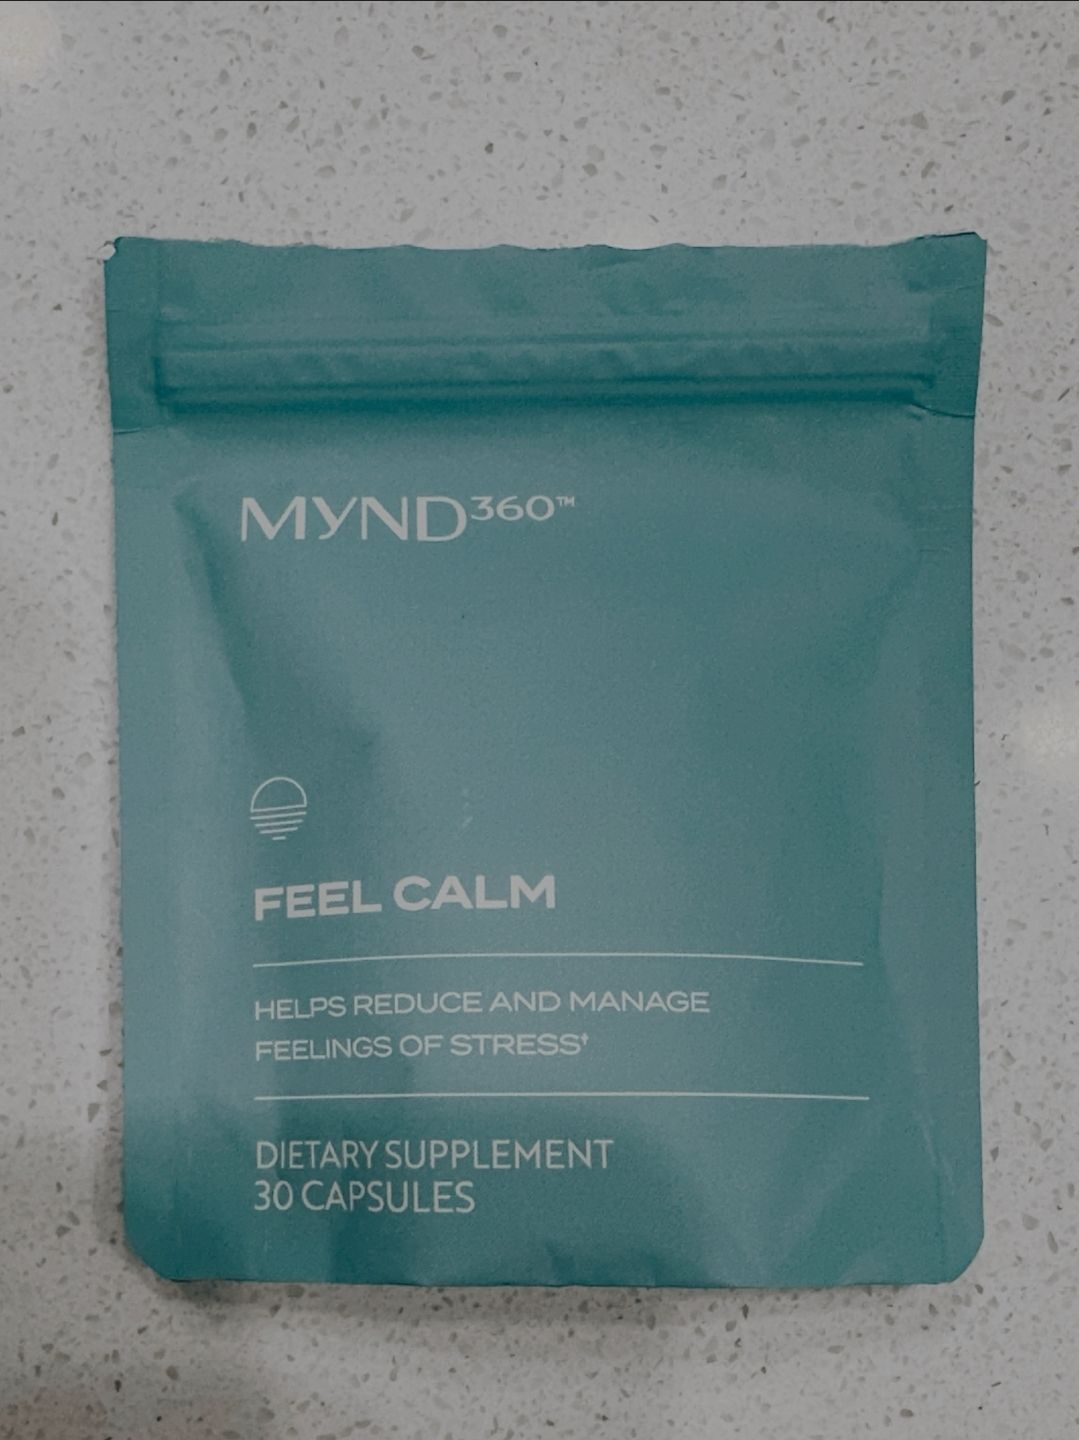 MYND360™
FEEL CALM
HELPS REDUCE AND MANAGE
FEELINGS OF STRESS†
DIETARY SUPPLEMENT
30 CAPSULES